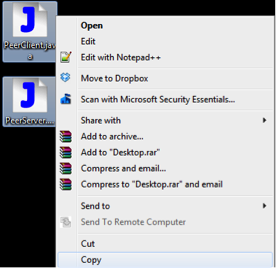 PeerClient.jav
a
PeerServer....
Open
Edit
Edit with Notepad++
Move to Dropbox
Scan with Microsoft Security Essentials...
Share with
Add to archive...
Add to "Desktop.rar"
Compress and email...
Compress to "Desktop.rar" and email
Send to
Send To Remote Computer
Cut
Copy